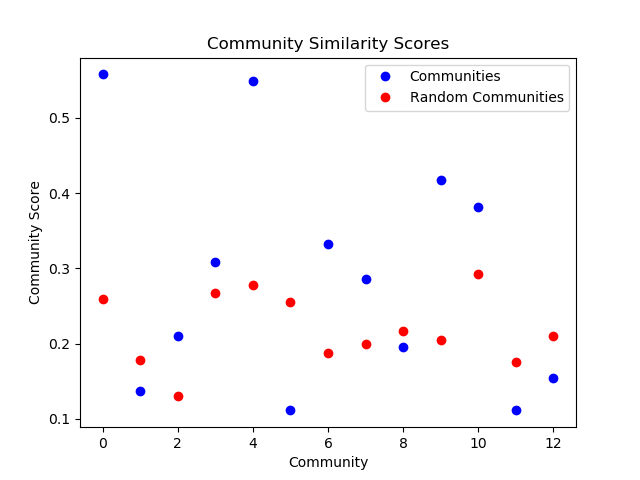 Community Similarity Scores
Communities
Random Communities
Community Score
0.5
0.4
0.3
0.2
0.1
0 2 4 6 8 10 12
Community